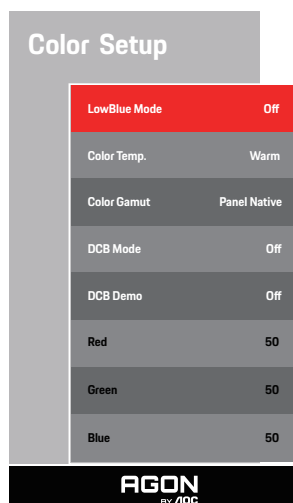 Color Setup
LowBlue Mode Off
Color Temp. Warm
Color Gamut Panel Native
DCB Mode Off
DCB Demo Off
Red 50
Green 50
Blue 50
AGON
BY AOC